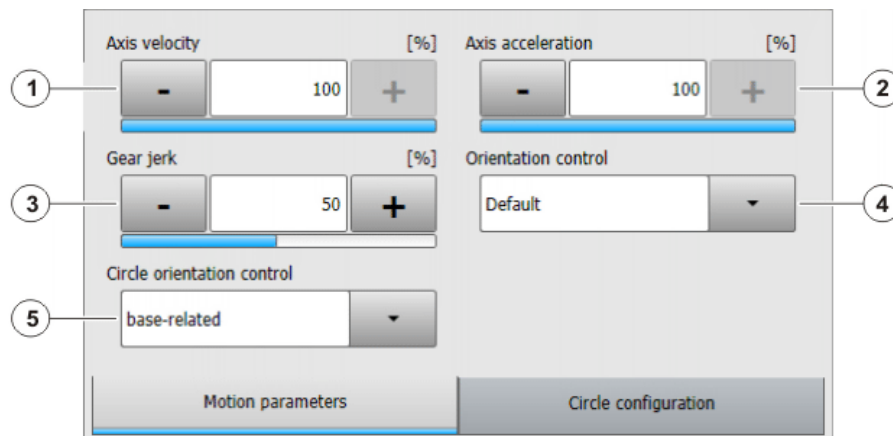 Axis velocity [%] Axis acceleration [%]
1 - 100 + - 100 + 2
Gear jerk [%] Orientation control
3 - 50 + Default 4
Circle orientation control
5 base-related
Motion parameters Circle configuration